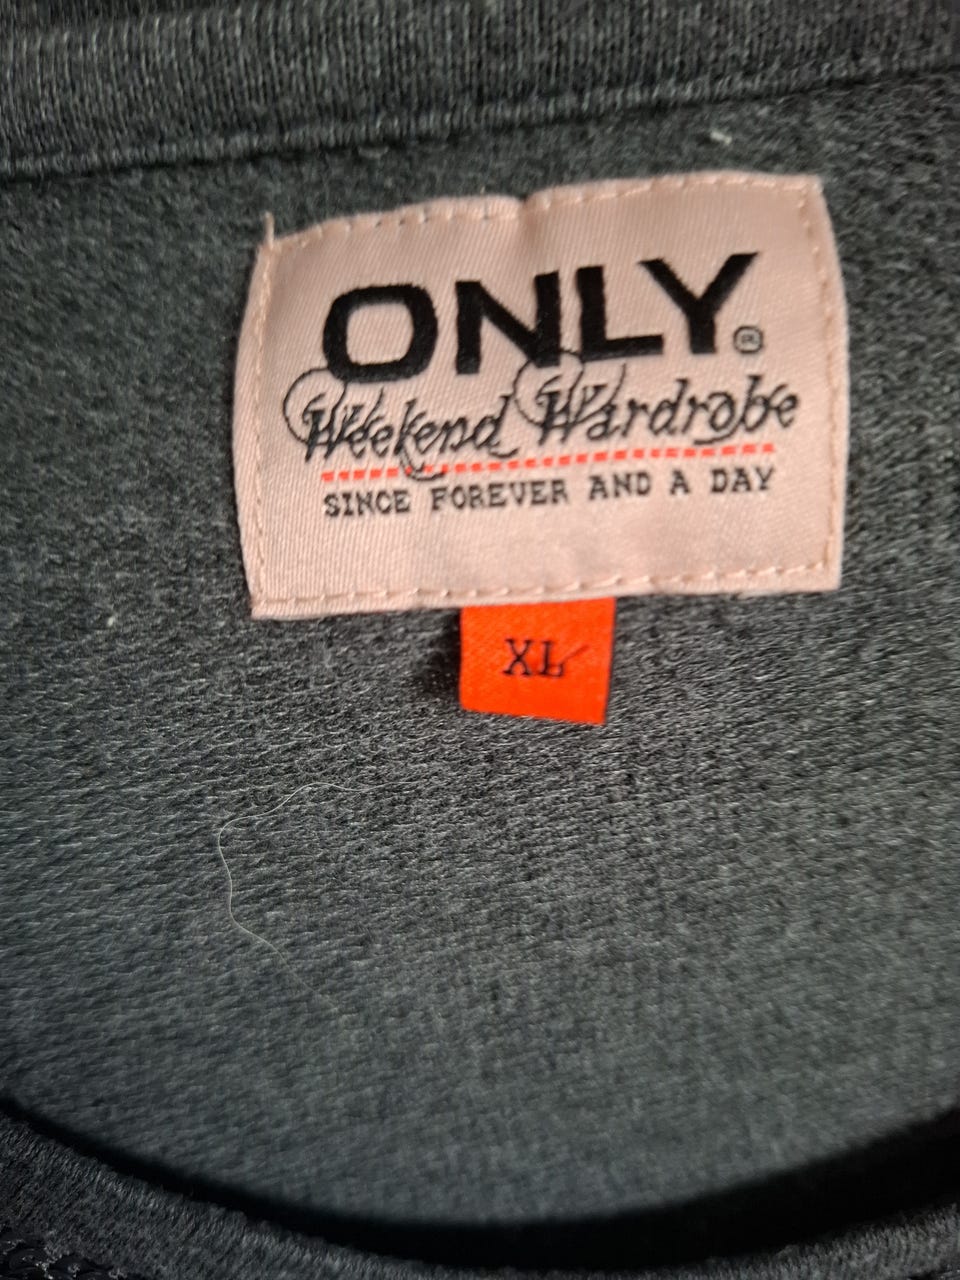 ONLY®
Weekend Wardrobe
SINCE FOREVER AND A DAY
XL